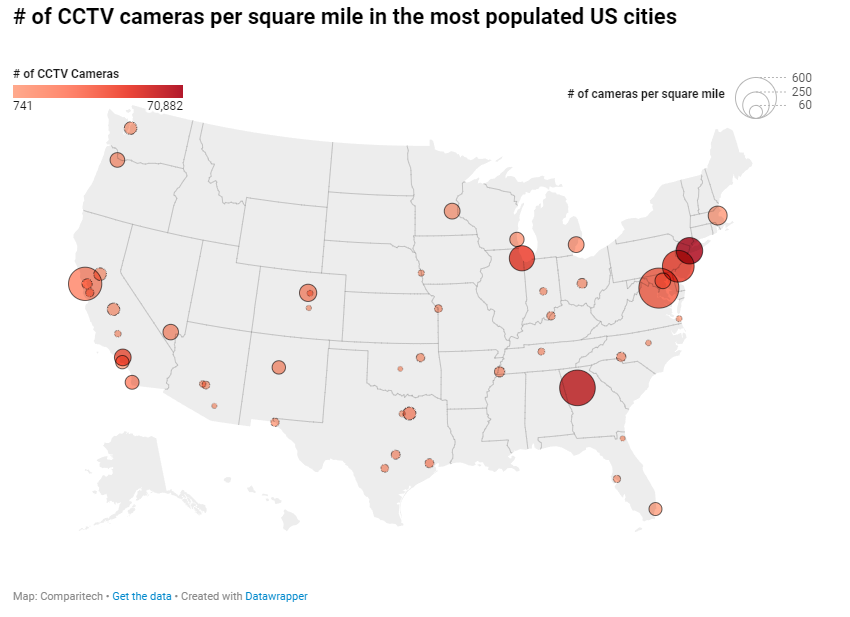 # of CCTV cameras per square mile in the most populated US cities
# of CCTV Cameras
741 70,882
# of cameras per square mile
600
250
60
Map: Comparitech • Get the data • Created with Datawrapper